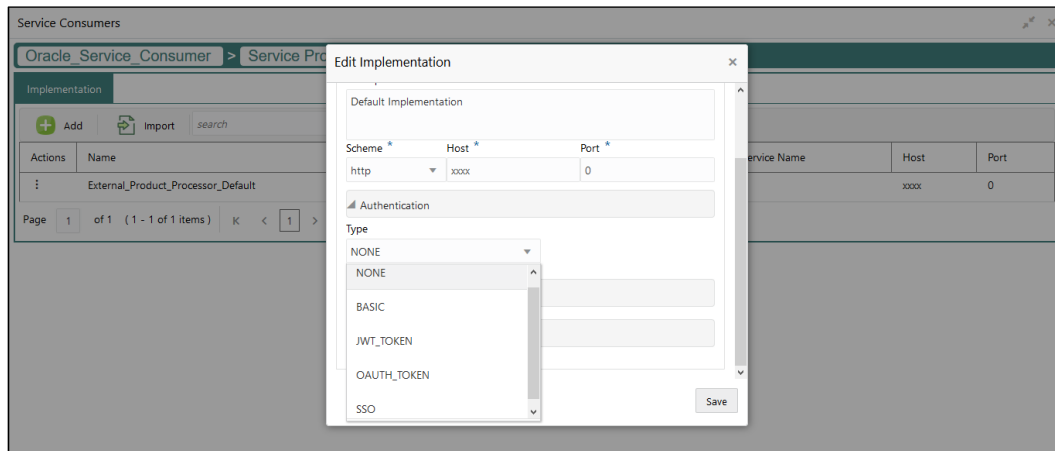 Service Consumers
Oracle_Service_Consumer > Service Pro
Edit Implementation
Implementation
Default Implementation
Add Import search
Scheme * Host * Port *
http xxxx 0
Actions Name ervice Name Host Port
External_Product_Processor_Default xxxx 0
Authentication
Page 1 of 1 (1 - 1 of 1 items) K < 1 >
Type
NONE
NONE
BASIC
JWT_TOKEN
OAUTH_TOKEN
SSO
Save